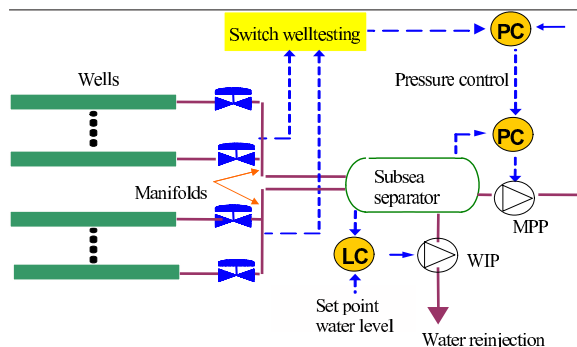 Switch welltesting
PC
Wells
Pressure control
PC
Manifolds
Subsea
separator
MPP
LC
WIP
Set point
water level
Water reinjection